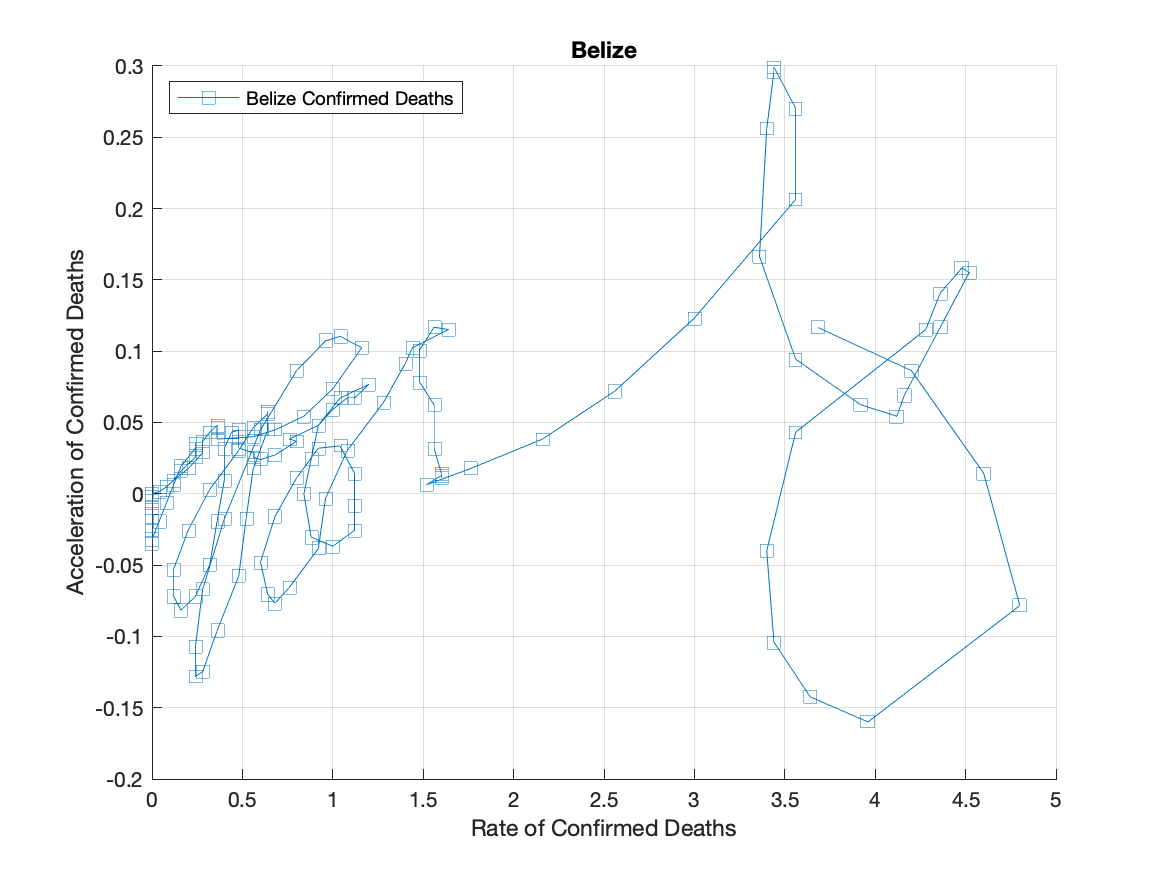 Belize
Belize Confirmed Deaths
0.3
0.25
0.2
0.15
0.1
0.05
0
-0.05
-0.1
-0.15
-0.2
Acceleration of Confirmed Deaths
0 0.5 1 1.5 2 2.5 3 3.5 4 4.5 5
Rate of Confirmed Deaths